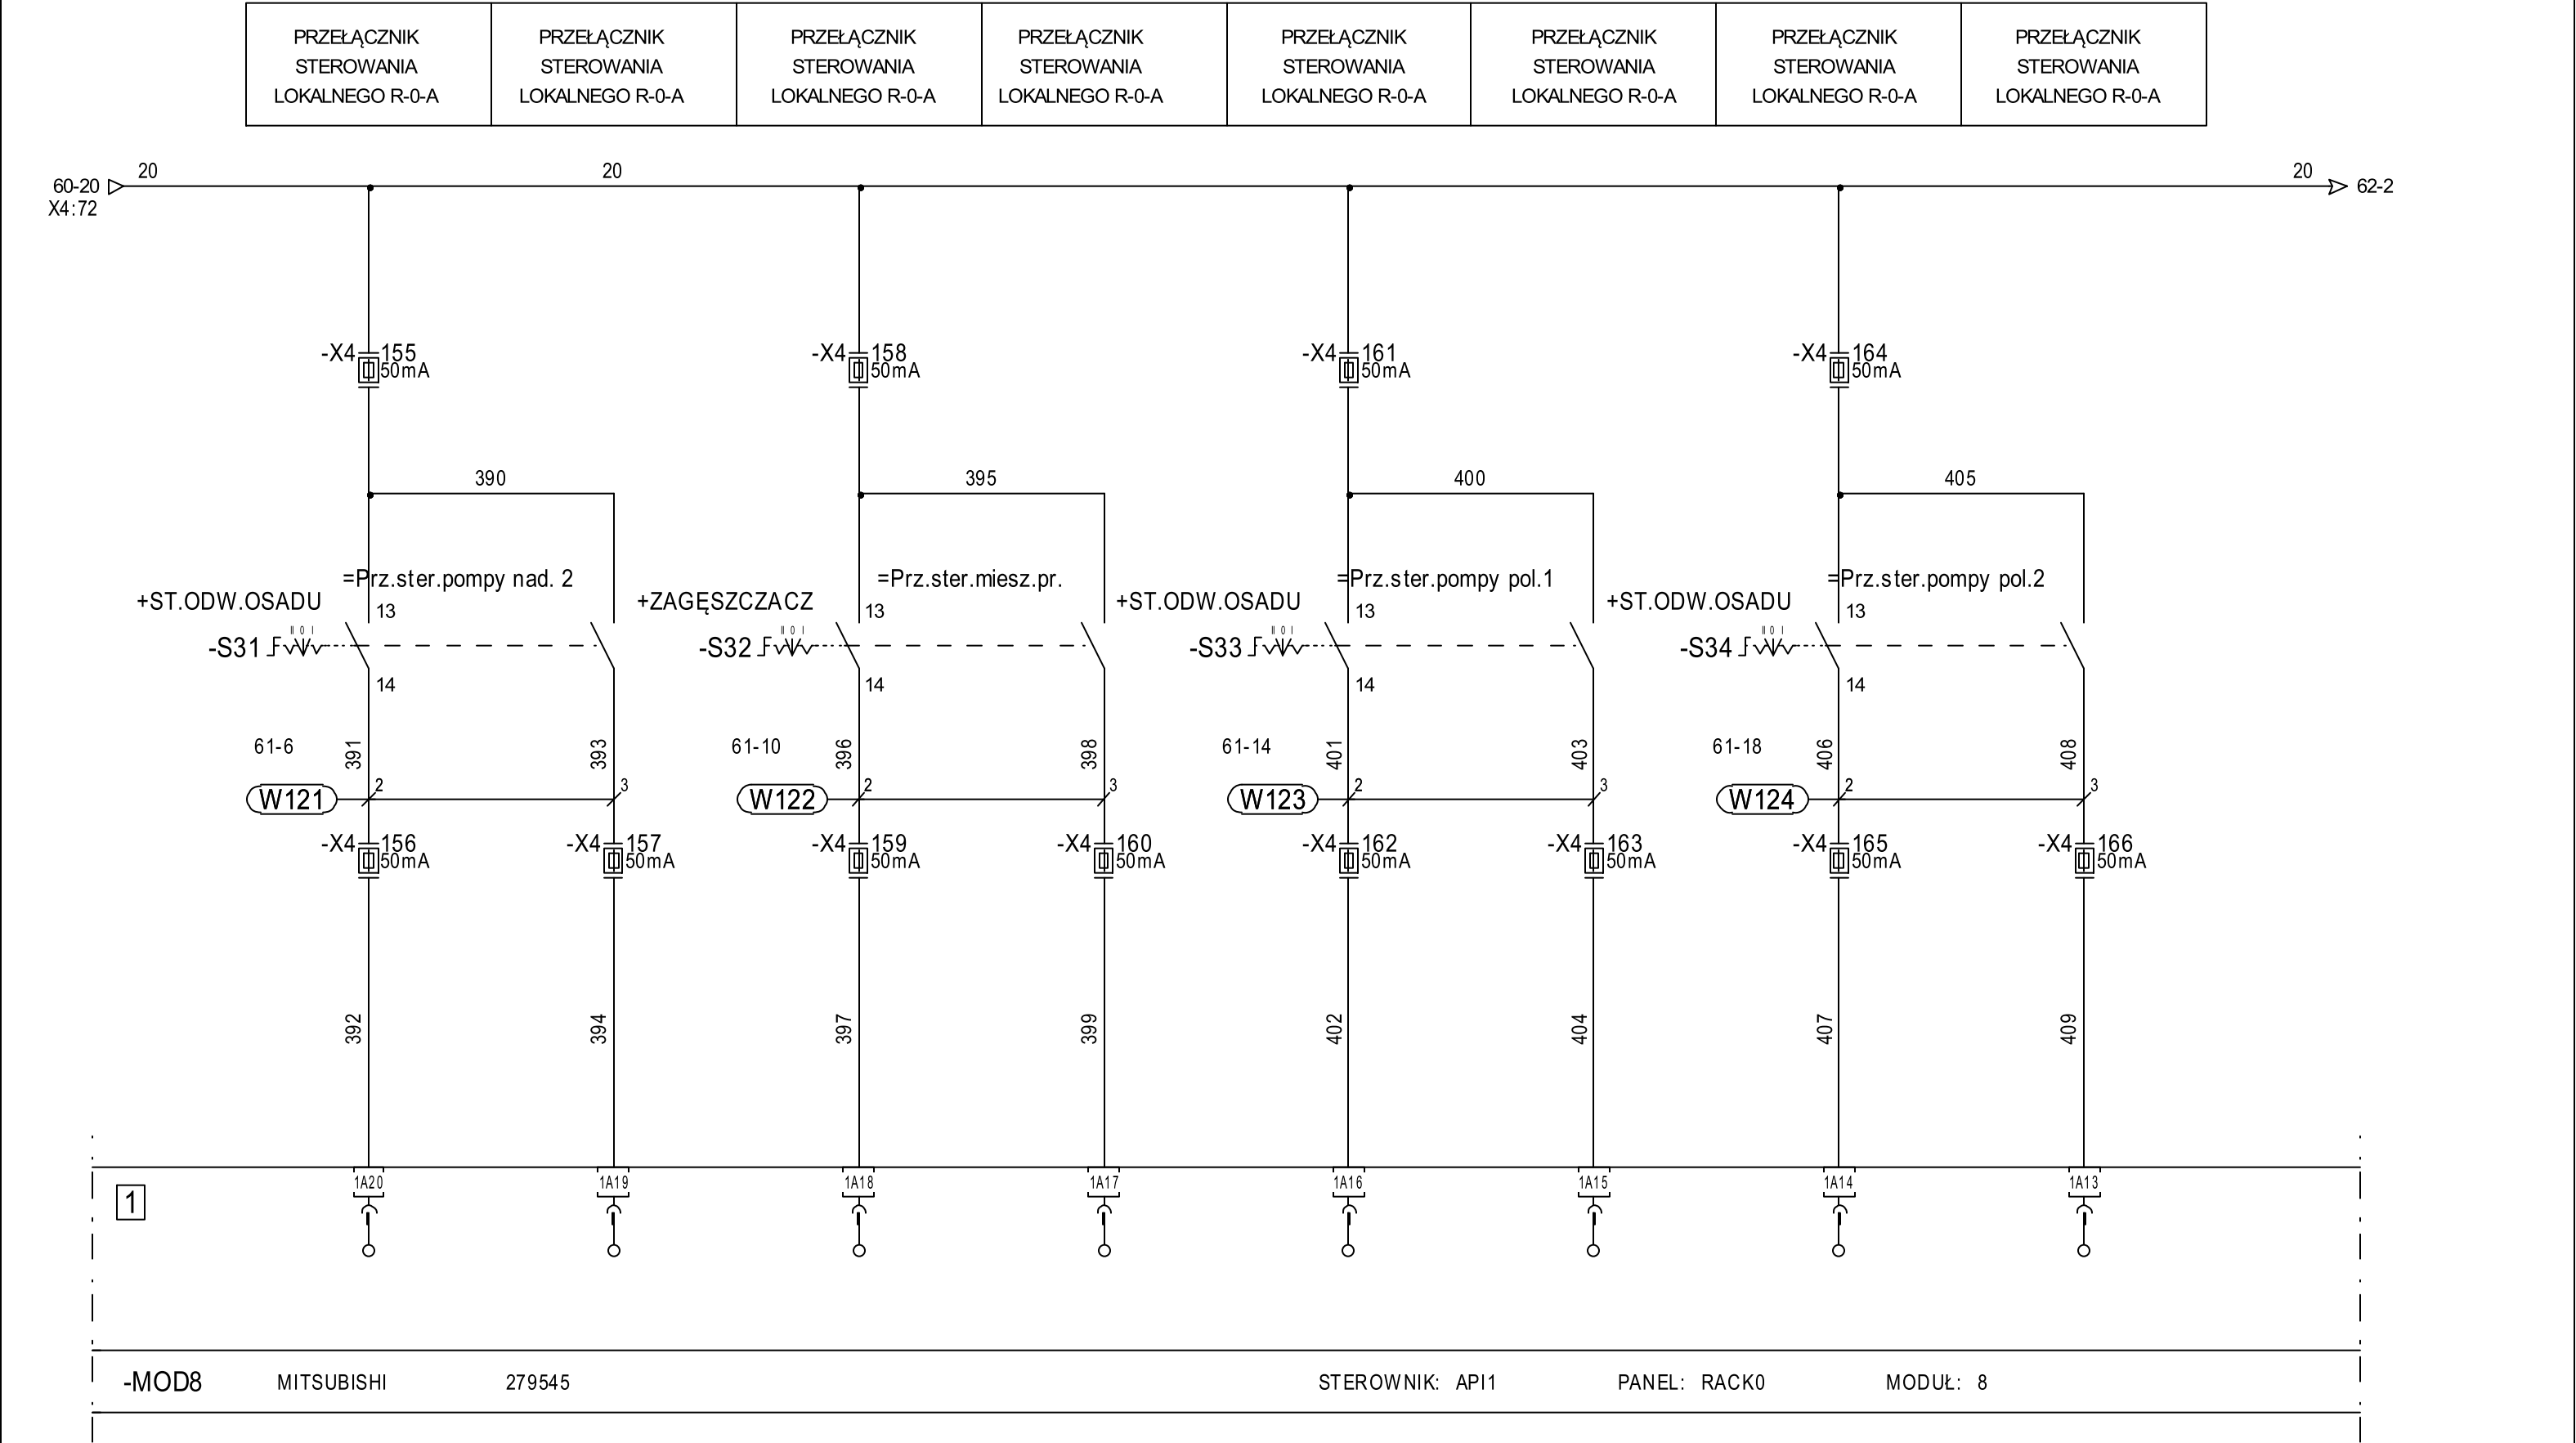 PRZEŁĄCZNIK STEROWANIA LOKALNEGO R-0-A
PRZEŁĄCZNIK STEROWANIA LOKALNEGO R-0-A
PRZEŁĄCZNIK STEROWANIA LOKALNEGO R-0-A
PRZEŁĄCZNIK STEROWANIA LOKALNEGO R-0-A
PRZEŁĄCZNIK STEROWANIA LOKALNEGO R-0-A
PRZEŁĄCZNIK STEROWANIA LOKALNEGO R-0-A
PRZEŁĄCZNIK STEROWANIA LOKALNEGO R-0-A
PRZEŁĄCZNIK STEROWANIA LOKALNEGO R-0-A
20 20 20
60-20 62-2
X4:72
-X4 155 -X4 158 -X4 161 -X4 164
50mA 50mA 50mA 50mA
390 395 400 405
=Prz.ster.pompy nad. 2 =Prz.ster.miesz.pr. =Prz.ster.pompy pol.1 =Prz.ster.pompy pol.2
+ST.ODW.OSADU +ZAGĘSZCZACZ +ST.ODW.OSADU +ST.ODW.OSADU
13 13 13 13
II 0 I II 0 I II 0 I II 0 I
-S31 -S32 -S33 -S34
14 14 14 14
61-6 391 393 61-10 396 398 61-14 401 403 61-18 406 408
2 3 2 3 2 3 2 3
W121 W122 W123 W124
-X4 156 -X4 157 -X4 159 -X4 160 -X4 162 -X4 163 -X4 165 -X4 166
50mA 50mA 50mA 50mA 50mA 50mA 50mA 50mA
392 394 397 399 402 404 407 409
1A20 1A19 1A18 1A17 1A16 1A15 1A14 1A13
1
-MOD8 MITSUBISHI 279545 STEROWNIK: API1 PANEL: RACK0 MODUŁ: 8